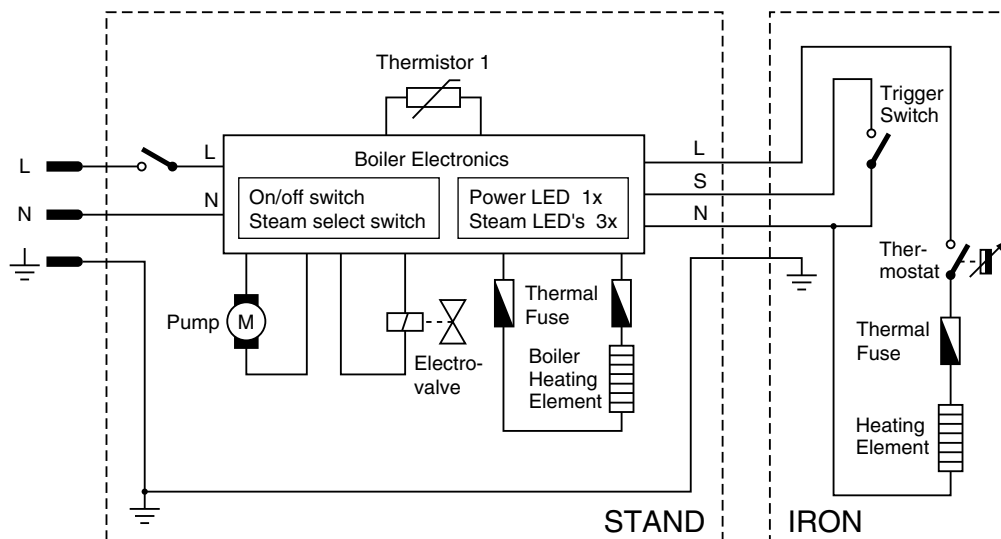 Thermistor 1
Trigger
Switch
L
L
Boiler Electronics
L
N
N
On/off switch
Steam select switch
Power LED 1x
Steam LED's 3x
S
N
Ther-
mostat
Pump
M
Electro-
valve
Thermal
Fuse
Boiler
Heating
Element
Thermal
Fuse
Heating
Element
STAND
IRON